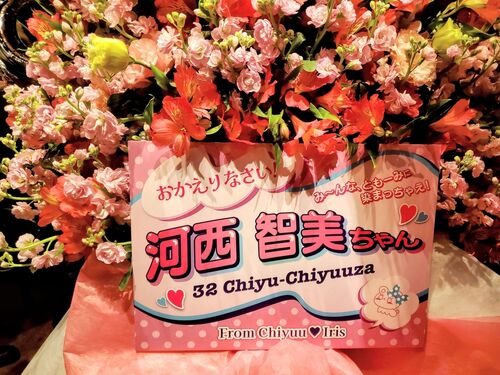 おかえりなさい!
み〜んな、とも〜みに
染まっちゃえ!
河西 智美ちゃん
32 Chiyu-Chiyuuza
From Chiyuu ♥ Iris